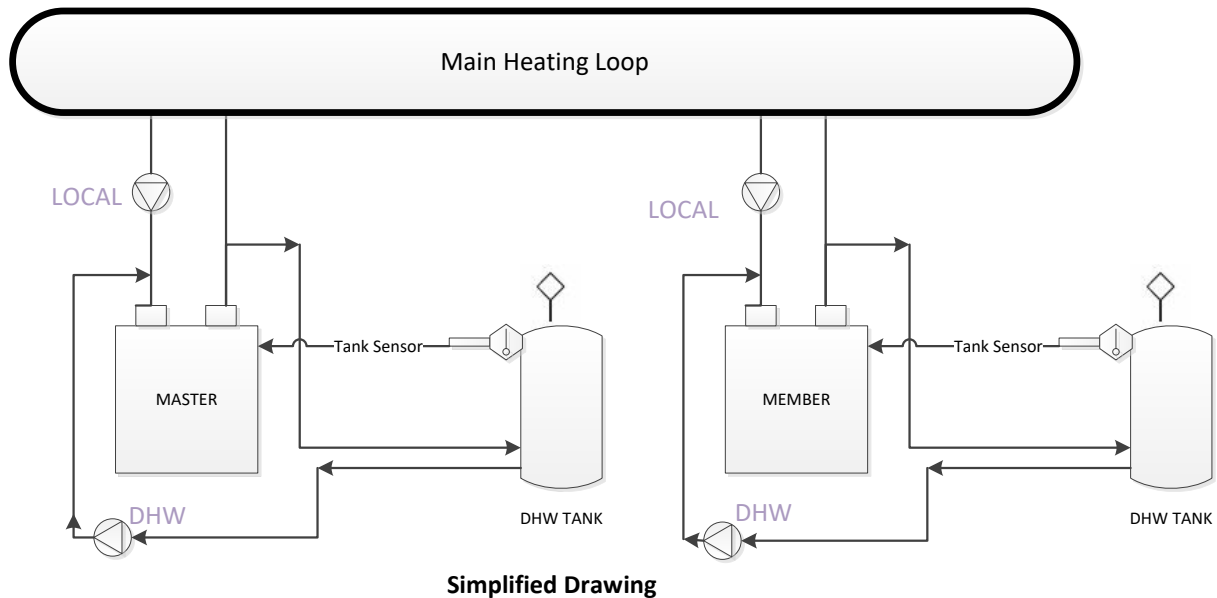 Main Heating Loop
LOCAL
LOCAL
Tank Sensor
Tank Sensor
MASTER
MEMBER
DHW
DHW TANK
DHW
DHW TANK
Simplified Drawing